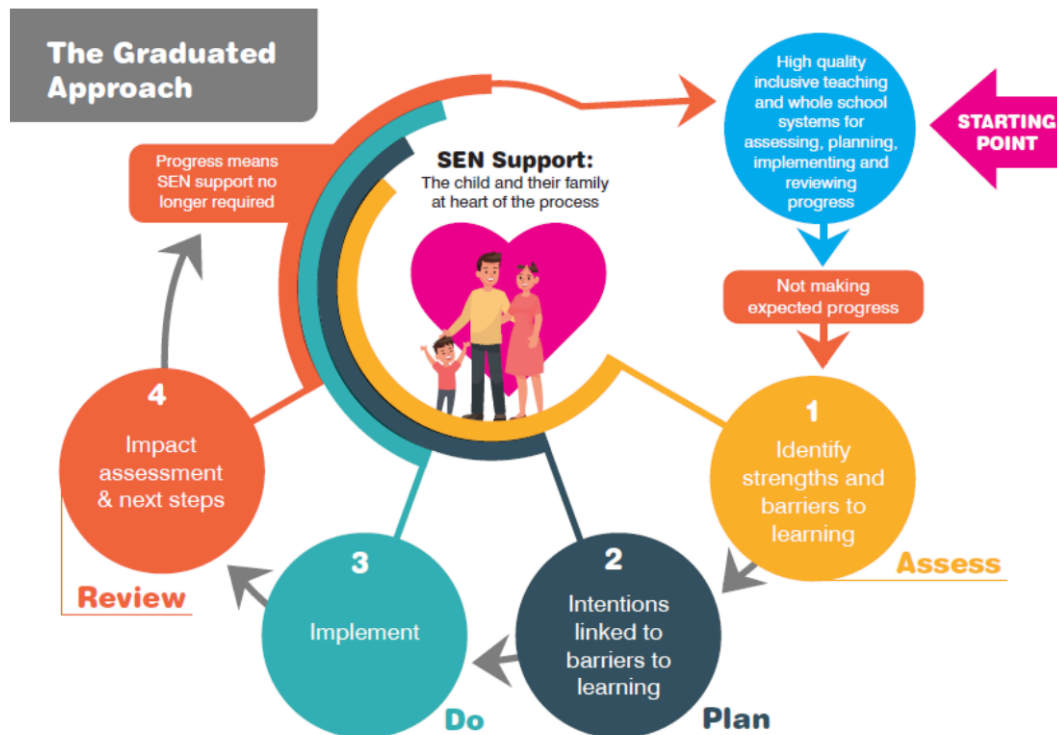 The Graduated
Approach
High quality
inclusive teaching
and whole school
systems for
assessing, planning,
implementing and
reviewing
progress
STARTING
POINT
Progress means
SEN support no
longer required
SEN Support:
The child and their family
at heart of the process
Not making
expected progress
1
Identify
strengths and
barriers to
learning
Assess
2
Intentions
linked to
barriers to
learning
Plan
3
Implement
Do
4
Impact
assessment
& next steps
Review